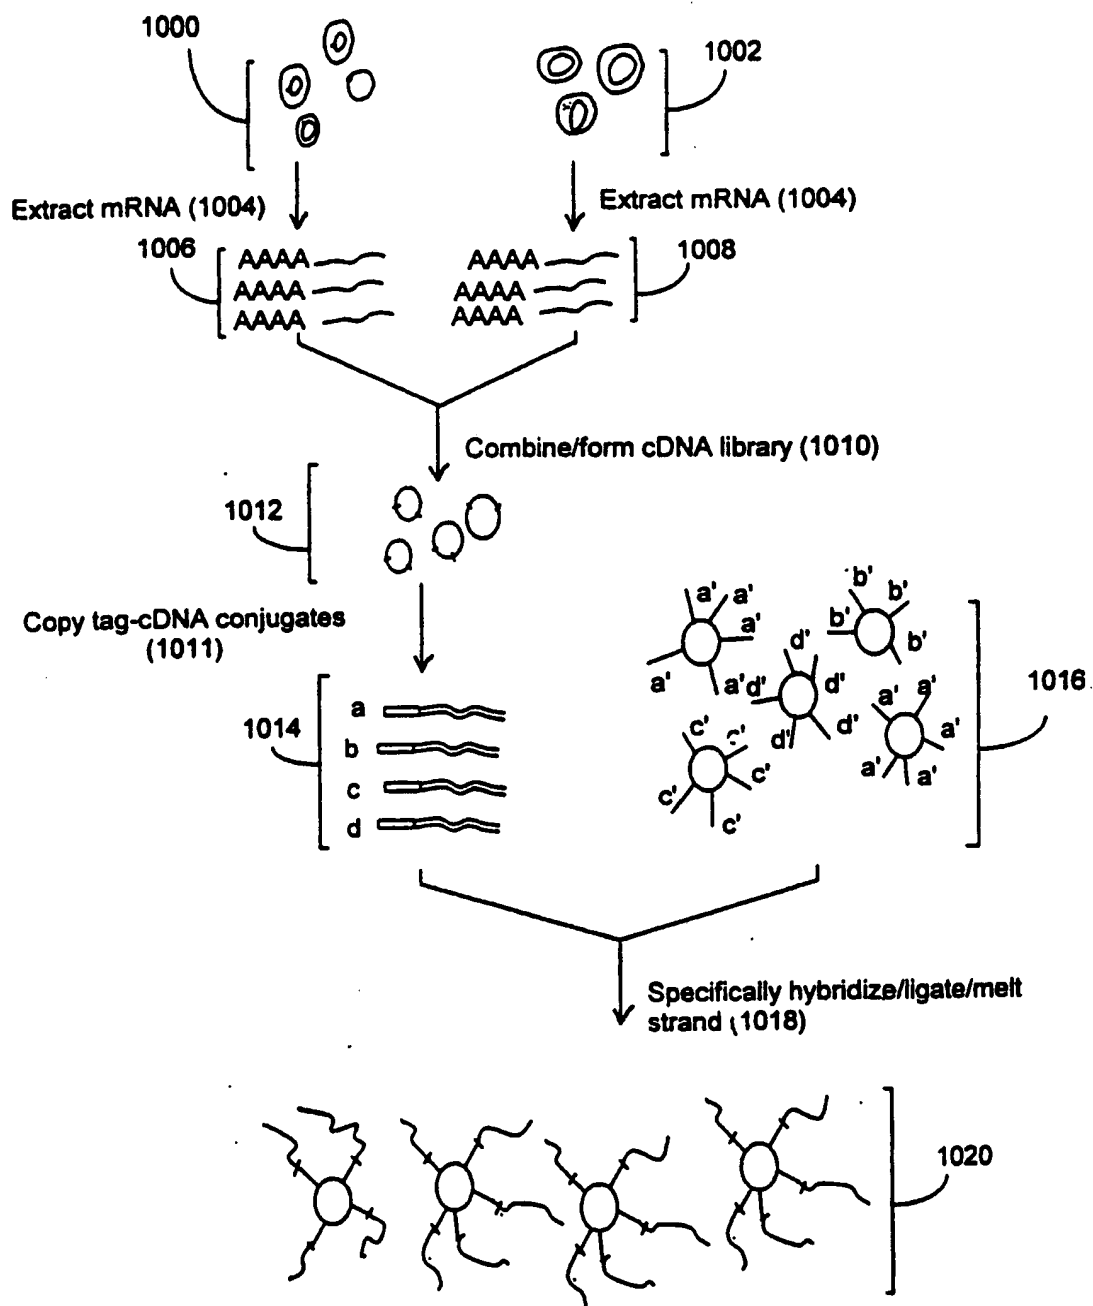 1000
1002
Extract mRNA (1004)
Extract mRNA (1004)
1006
AAAA
AAAA
AAAA
AAAA
AAAA
AAAA
1008
Combine/form cDNA library (1010)
1012
Copy tag-cDNA conjugates
(1011)
1014
a
b
c
d
a' a' a' a' a'
b' b' b' b'
d' d' d' d' d'
a' a' a' a' a'
c' c' c' c' c'
1016
Specifically hybridize/ligate/melt
strand (1018)
1020